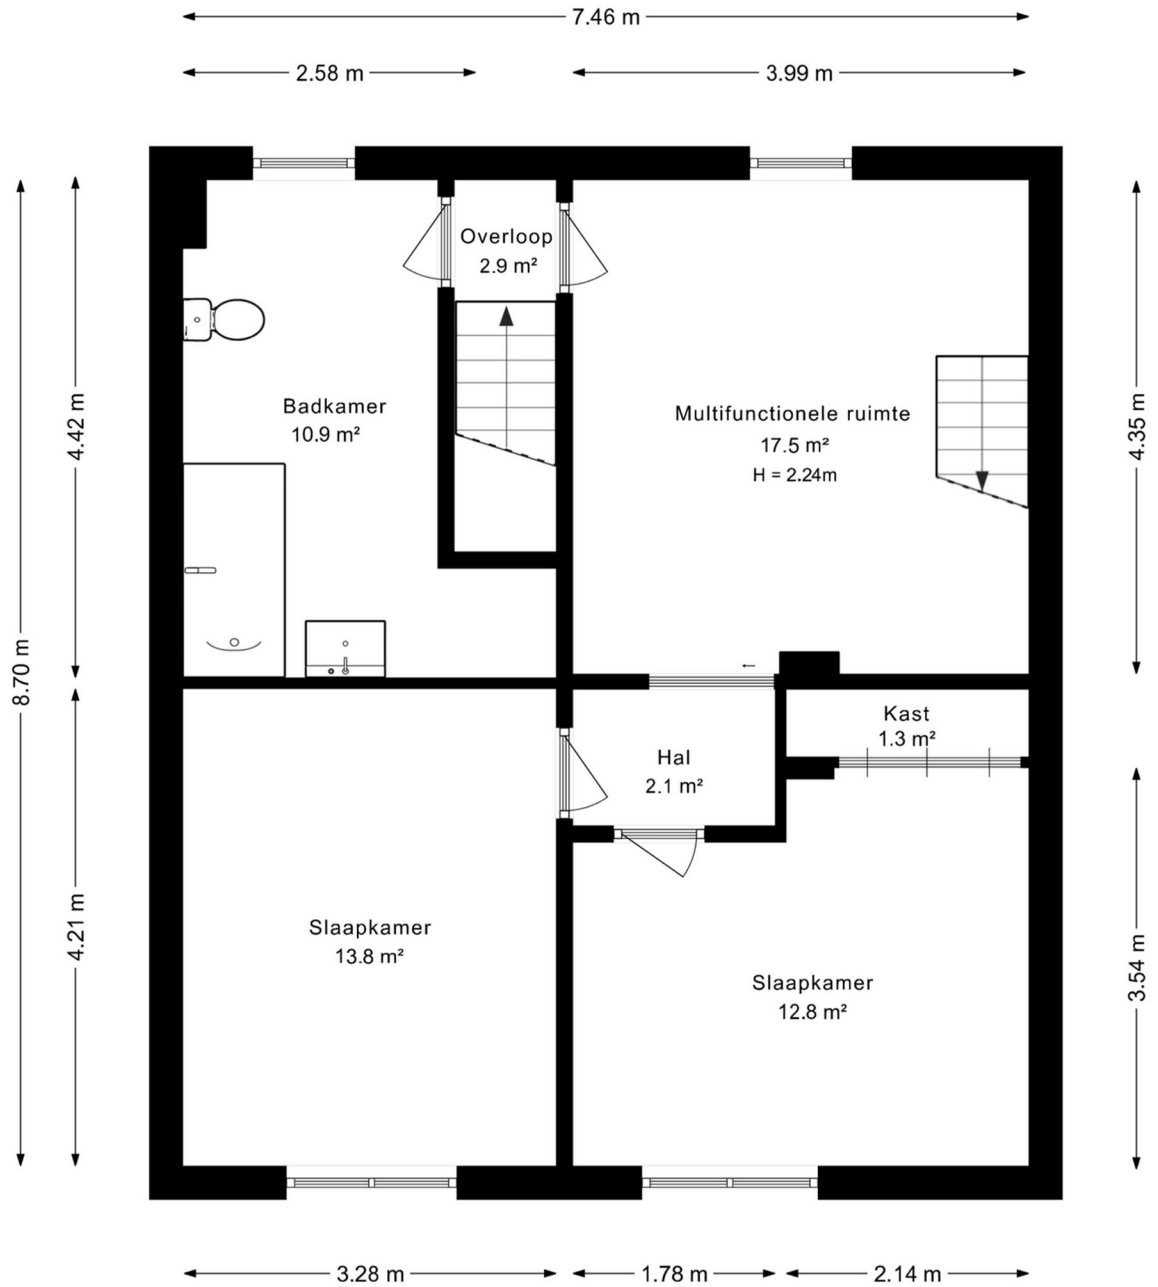 7.46 m
2.58 m
3.99 m
Overloop
2.9 m²
Badkamer
10.9 m²
4.42 m
Multifunctionele ruimte
17.5 m²
H = 2.24m
4.35 m
8.70 m
Kast
1.3 m²
Hal
2.1 m²
Slaapkamer
13.8 m²
4.21 m
Slaapkamer
12.8 m²
3.54 m
3.28 m
1.78 m
2.14 m